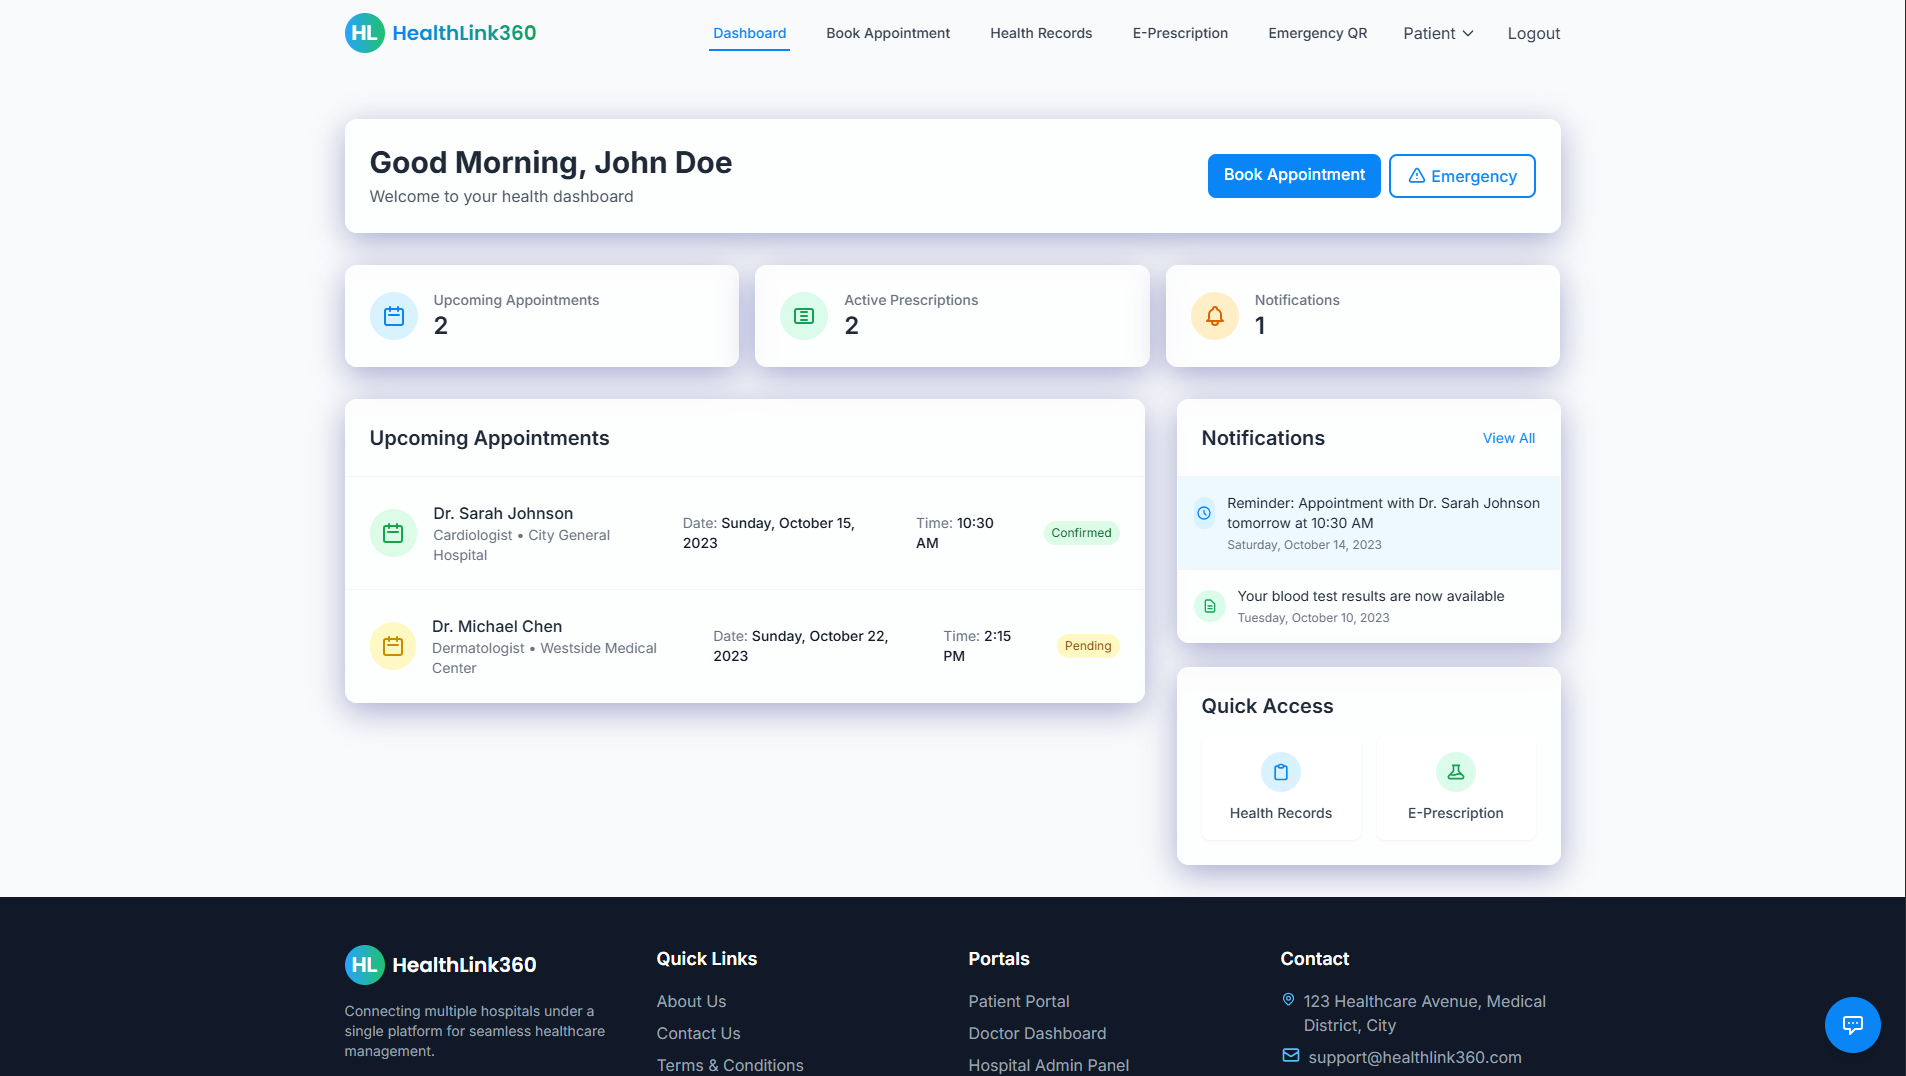 HL HealthLink360
Dashboard
Book Appointment
Health Records
E-Prescription
Emergency QR
Patient
Logout
Good Morning, John Doe
Welcome to your health dashboard
Book Appointment
Emergency
Upcoming Appointments
2
Active Prescriptions
2
Notifications
1
Upcoming Appointments
Dr. Sarah Johnson
Cardiologist • City General
Hospital
Date: Sunday, October 15,
2023
Time: 10:30
AM
Confirmed
Dr. Michael Chen
Dermatologist • Westside Medical
Center
Date: Sunday, October 22,
2023
Time: 2:15
PM
Pending
Notifications
View All
Reminder: Appointment with Dr. Sarah Johnson
tomorrow at 10:30 AM
Saturday, October 14, 2023
Your blood test results are now available
Tuesday, October 10, 2023
Quick Access
Health Records
E-Prescription
HL HealthLink360
Connecting multiple hospitals under a
single platform for seamless healthcare
management.
Quick Links
About Us
Contact Us
Terms & Conditions
Portals
Patient Portal
Doctor Dashboard
Hospital Admin Panel
Contact
123 Healthcare Avenue, Medical
District, City
support@healthlink360.com